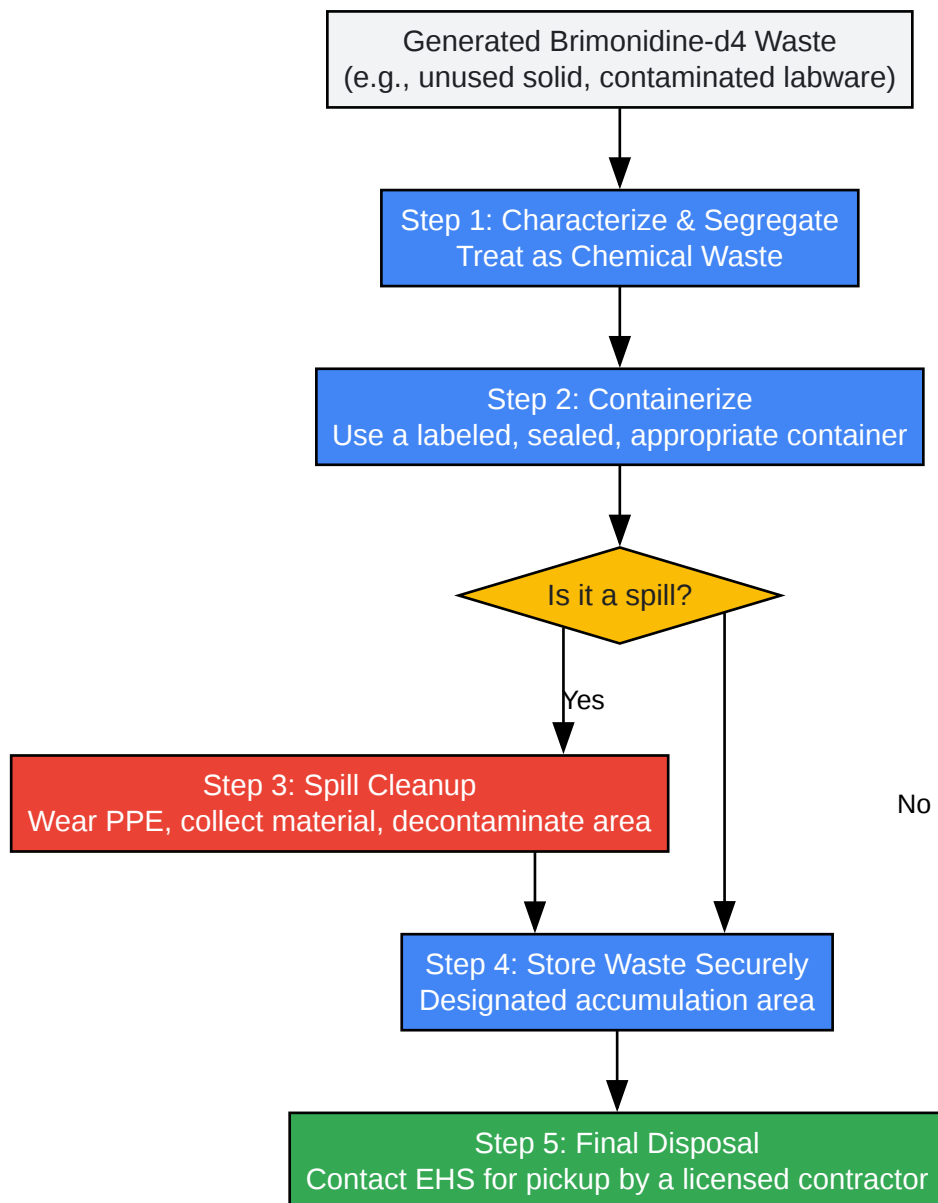 Generated Brimonidine-d4 Waste
(e.g., unused solid, contaminated labware)
Step 1: Characterize & Segregate
Treat as Chemical Waste
Step 2: Containerize
Use a labeled, sealed, appropriate container
Is it a spill?
Yes
Step 3: Spill Cleanup
Wear PPE, collect material, decontaminate area
No
Step 4: Store Waste Securely
Designated accumulation area
Step 5: Final Disposal
Contact EHS for pickup by a licensed contractor